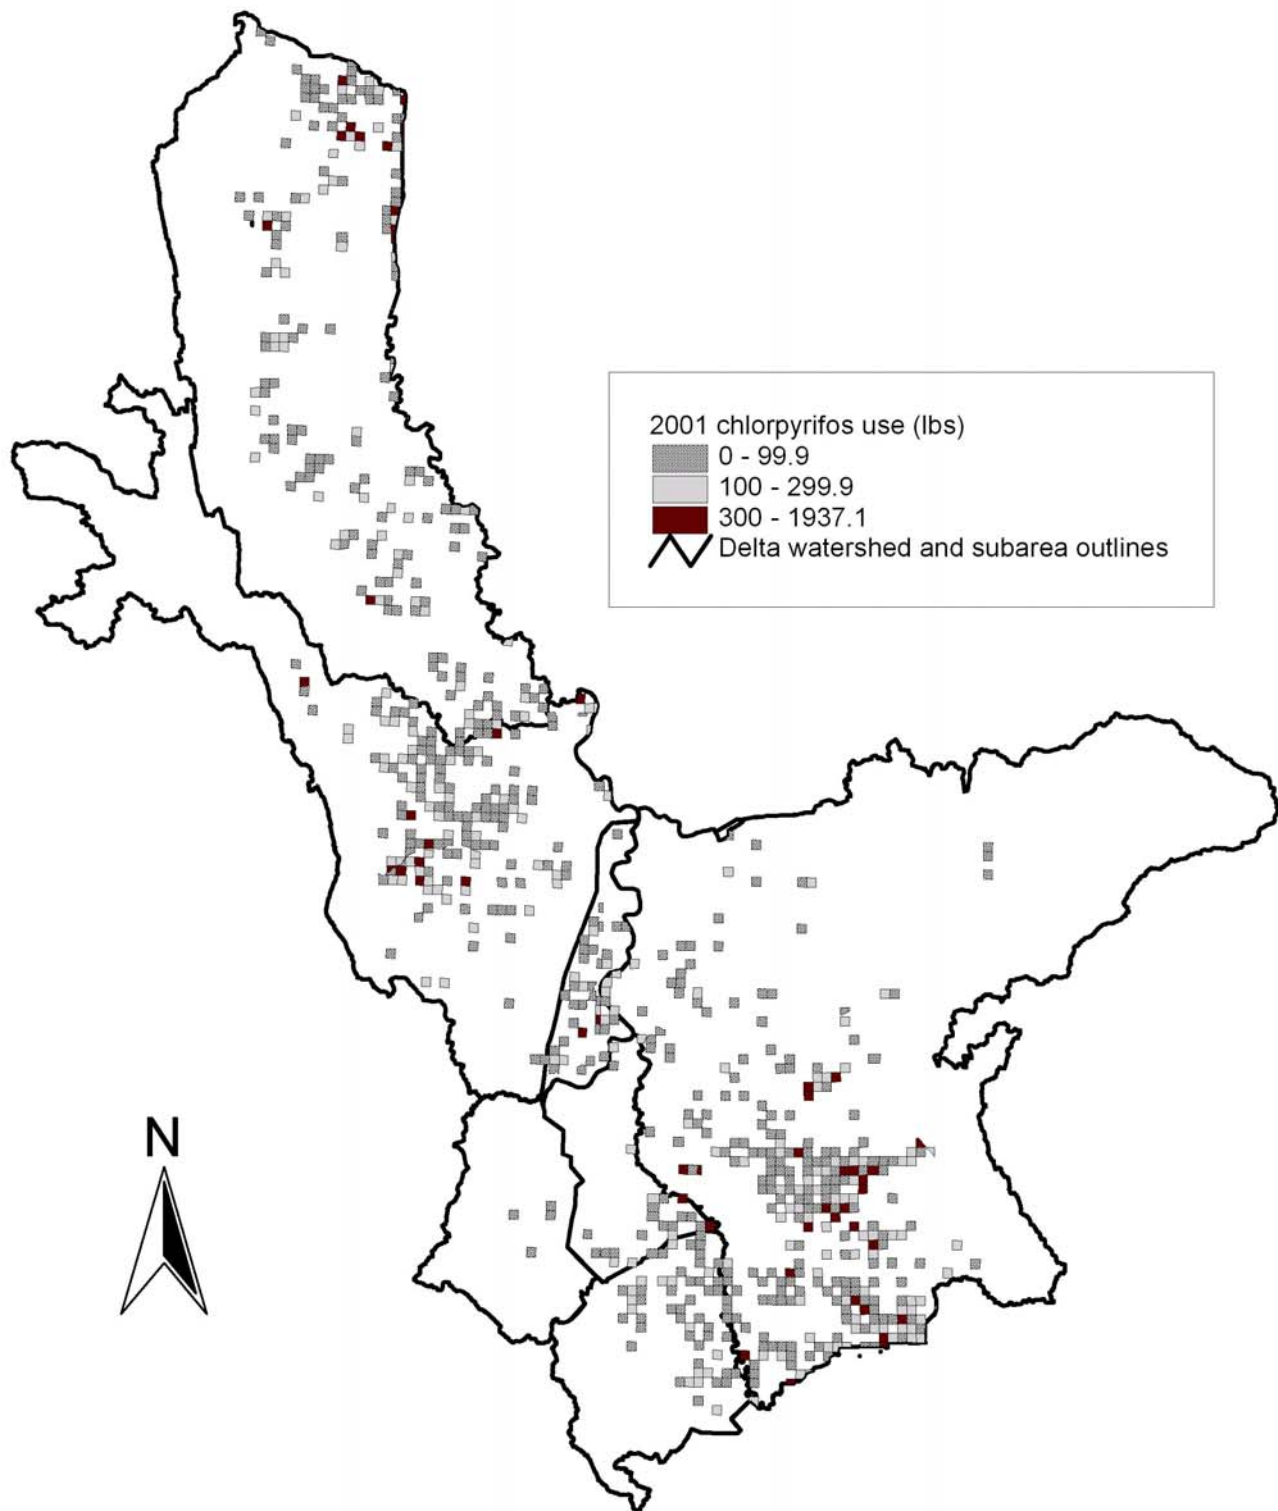 2001 chlorpyrifos use (lbs)
0 - 99.9
100 - 299.9
300 - 1937.1
Delta watershed and subarea outlines
N